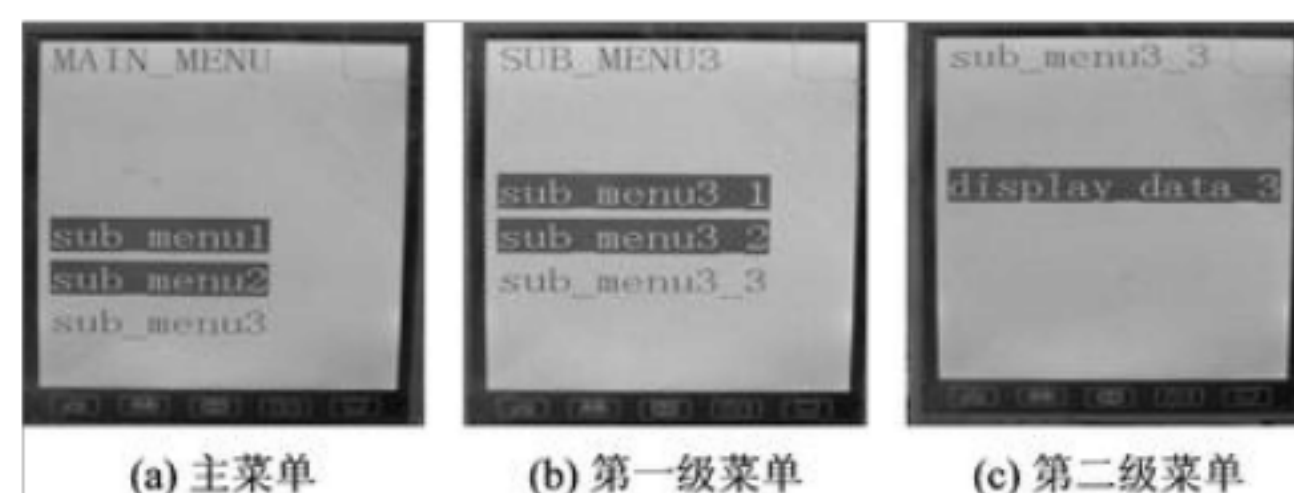 MAIN_MENU
sub_menu1
sub_menu2
sub_menu3
SUB_MENU3
sub_menu3_1
sub_menu3_2
sub_menu3_3
sub_menu3_3
display_data_3
(a) 主菜单
(b) 第一级菜单
(c) 第二级菜单